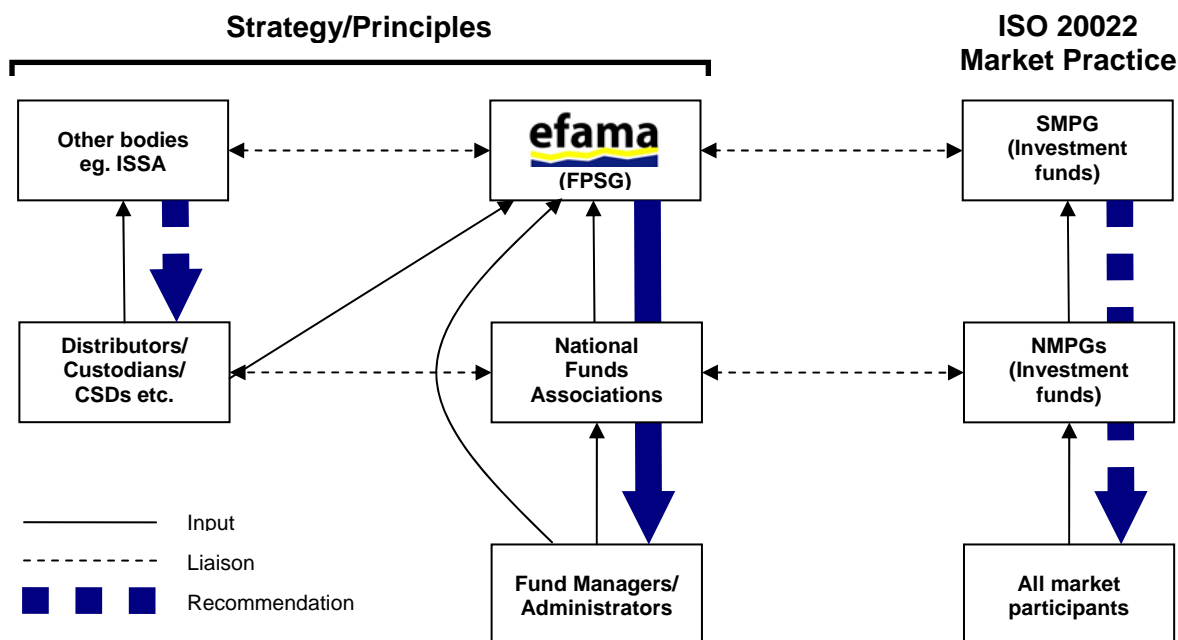 Strategy/Principles
ISO 20022
Market Practice
Other bodies
eg. ISSA
efama
(FPSG)
SMPG
(Investment
funds)
Distributors/
Custodians/
CSDs etc.
National
Funds
Associations
NMPGs
(Investment
funds)
Input
Liaison
Recommendation
Fund Managers/
Administrators
All market
participants